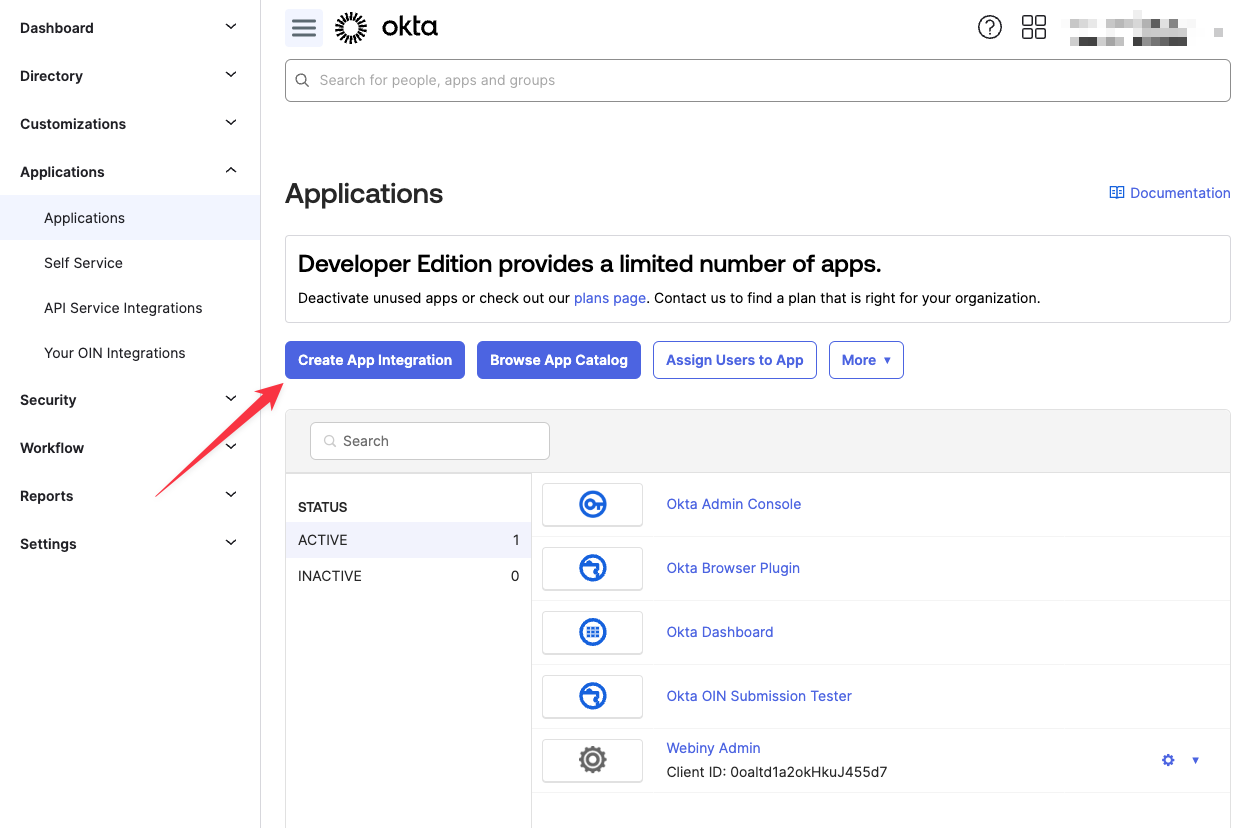 Dashboard
Directory
Customizations
Applications
Applications
Self Service
API Service Integrations
Your OIN Integrations
Security
Workflow
Reports
Settings
okta
Search for people, apps and groups
Applications
Documentation
Developer Edition provides a limited number of apps.
Deactivate unused apps or check out our plans page. Contact us to find a plan that is right for your organization.
Create App Integration
Browse App Catalog
Assign Users to App
More
Search
STATUS
ACTIVE 1
INACTIVE 0
Okta Admin Console
Okta Browser Plugin
Okta Dashboard
Okta OIN Submission Tester
Webiny Admin
Client ID: 0oaltd1a2okHkuJ455d7